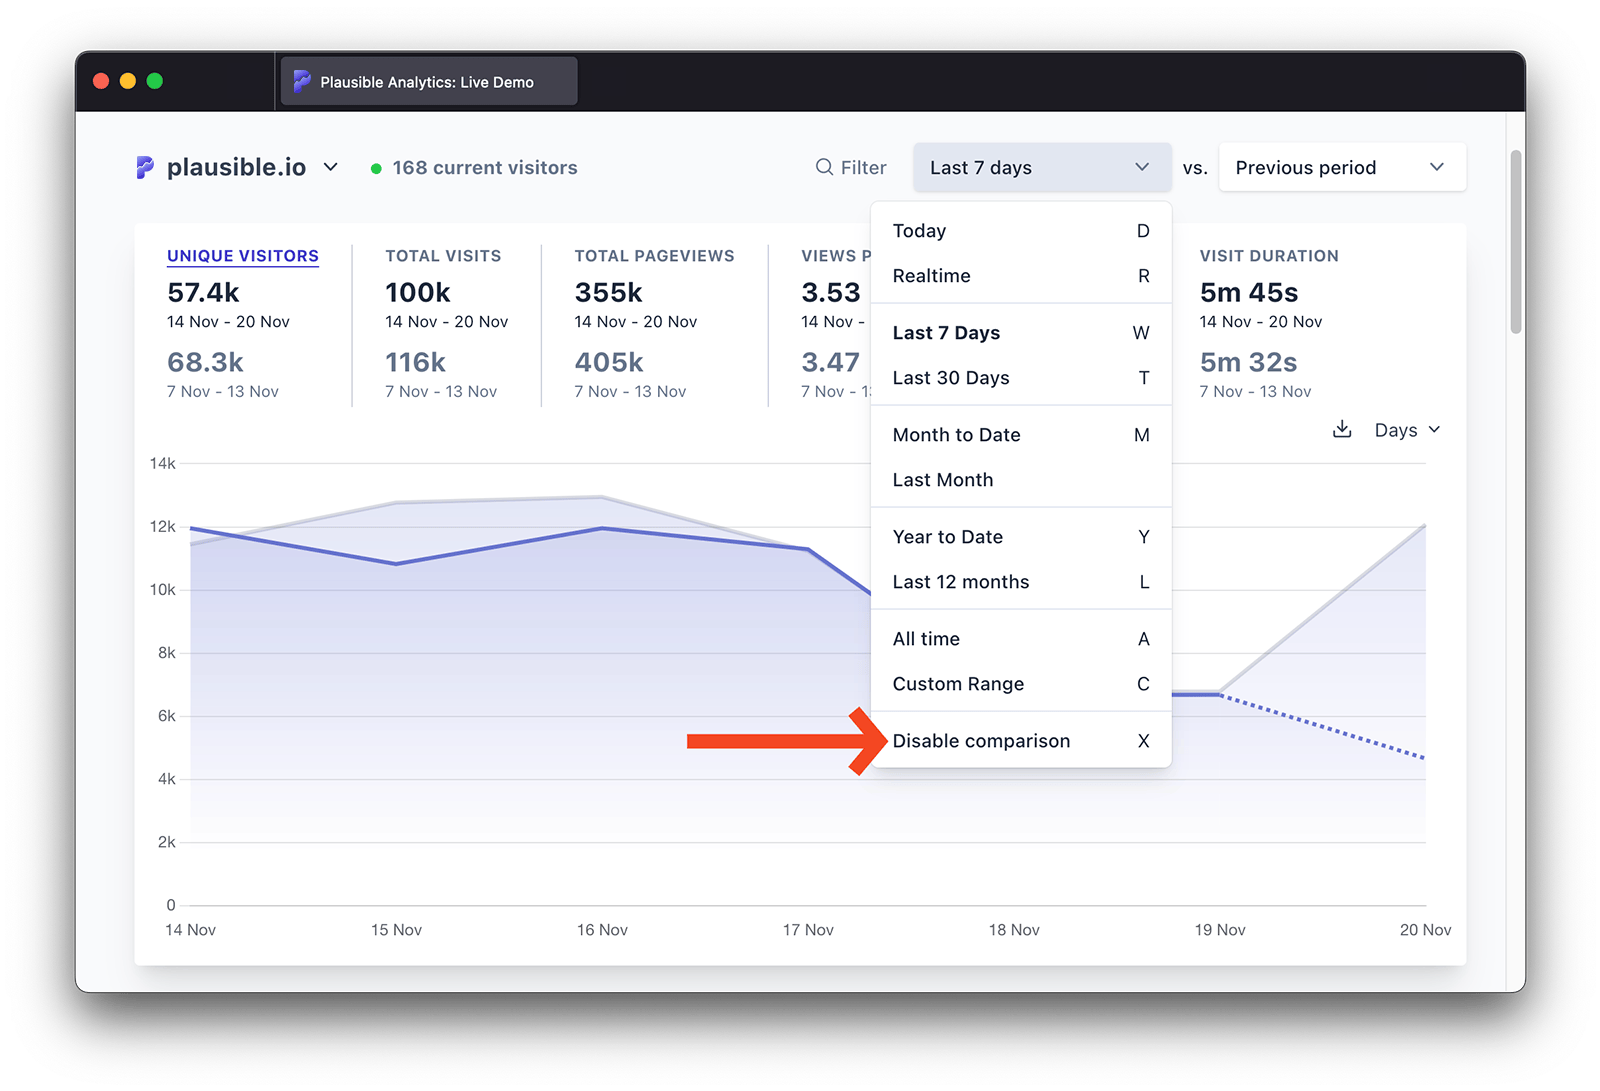 Plausible Analytics: Live Demo
plausible.io
168 current visitors
Filter
Last 7 days
vs.
Previous period
UNIQUE VISITORS
57.4k
14 Nov - 20 Nov
68.3k
7 Nov - 13 Nov
TOTAL VISITS
100k
14 Nov - 20 Nov
116k
7 Nov - 13 Nov
TOTAL PAGEVIEWS
355k
14 Nov - 20 Nov
405k
7 Nov - 13 Nov
VIEWS
3.53
14 Nov -
3.47
7 Nov -
VISIT DURATION
5m 45s
14 Nov - 20 Nov
5m 32s
7 Nov - 13 Nov
Today D
Realtime R
Last 7 Days W
Last 30 Days T
Month to Date M
Last Month
Year to Date Y
Last 12 months L
All time A
Custom Range C
Disable comparison X
Days
14k
12k
10k
8k
6k
4k
2k
0
14 Nov 15 Nov 16 Nov 17 Nov 18 Nov 19 Nov 20 Nov